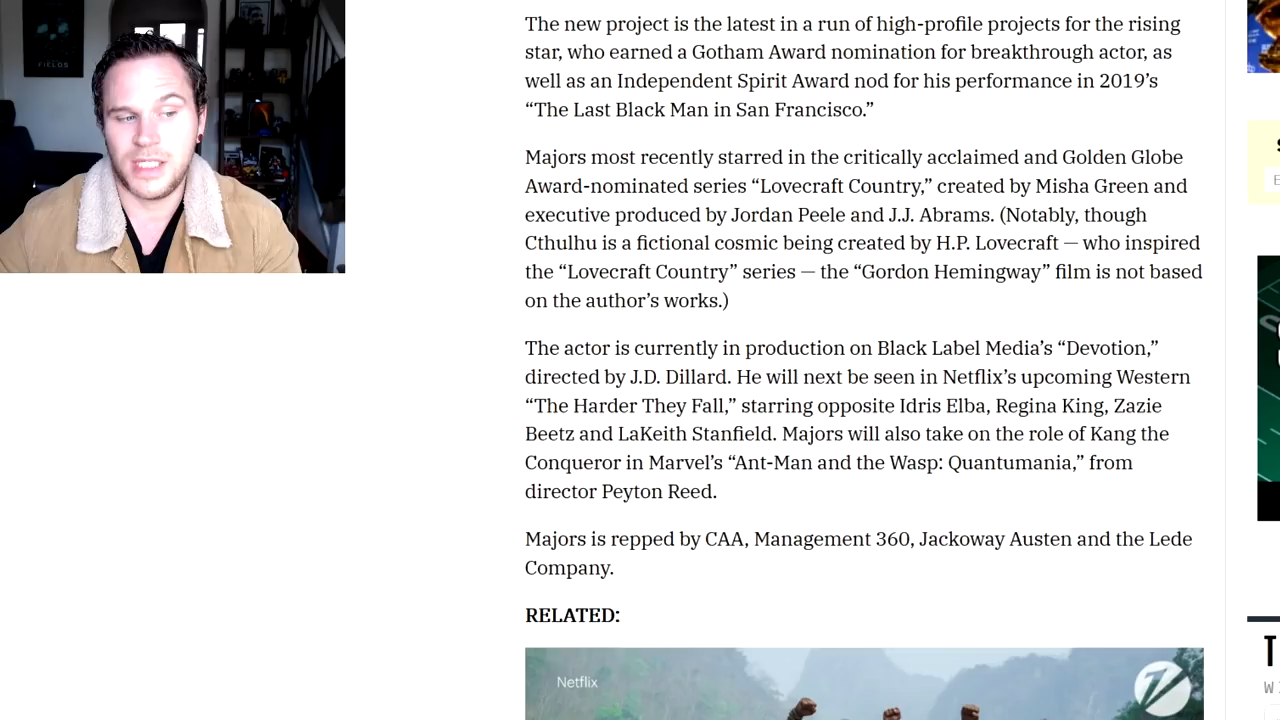 FIELDS
The new project is the latest in a run of high-profile projects for the rising
star, who earned a Gotham Award nomination for breakthrough actor, as
well as an Independent Spirit Award nod for his performance in 2019’s
“The Last Black Man in San Francisco.”
Majors most recently starred in the critically acclaimed and Golden Globe
Award-nominated series “Lovecraft Country,” created by Misha Green and
executive produced by Jordan Peele and J.J. Abrams. (Notably, though
Cthulhu is a fictional cosmic being created by H.P. Lovecraft — who inspired
the “Lovecraft Country” series — the “Gordon Hemingway” film is not based
on the author’s works.)
The actor is currently in production on Black Label Media’s “Devotion,”
directed by J.D. Dillard. He will next be seen in Netflix’s upcoming Western
“The Harder They Fall,” starring opposite Idris Elba, Regina King, Zazie
Beetz and LaKeith Stanfield. Majors will also take on the role of Kang the
Conqueror in Marvel’s “Ant-Man and the Wasp: Quantumania,” from
director Peyton Reed.
Majors is repped by CAA, Management 360, Jackoway Austen and the Lede
Company.
RELATED:
Netflix